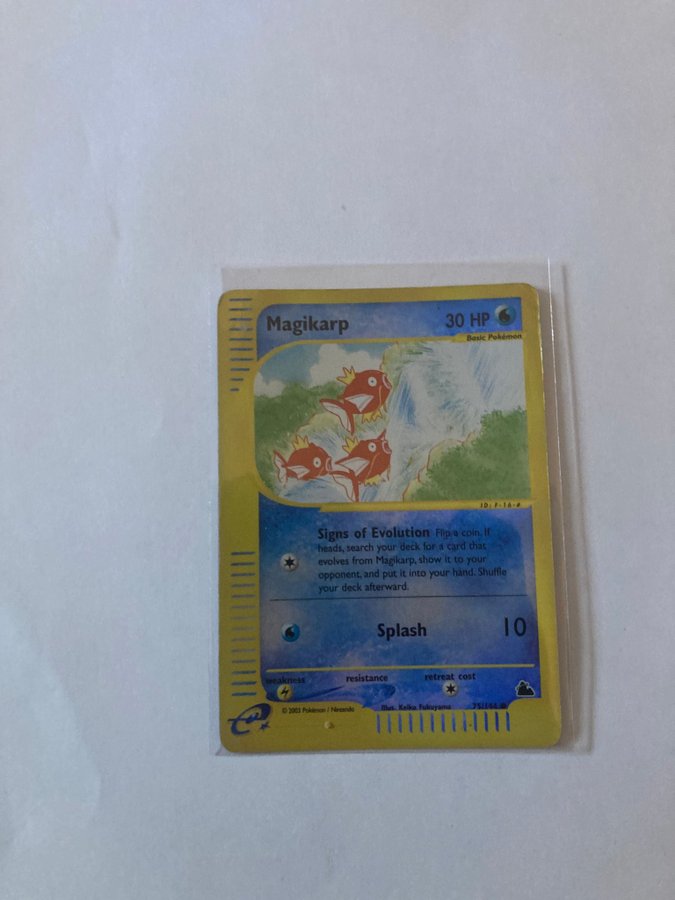 Magikarp 30 HP
Basic Pokémon
ID: F-16-#
Signs of Evolution Flip a coin. If
heads, search your deck for a card that
evolves from Magikarp, show it to your
opponent, and put it into your hand. Shuffle
your deck afterward.
Splash 10
weakness resistance retreat cost
© 2003 Pokémon / Nintendo Illus. Keiko Fukuyama
e